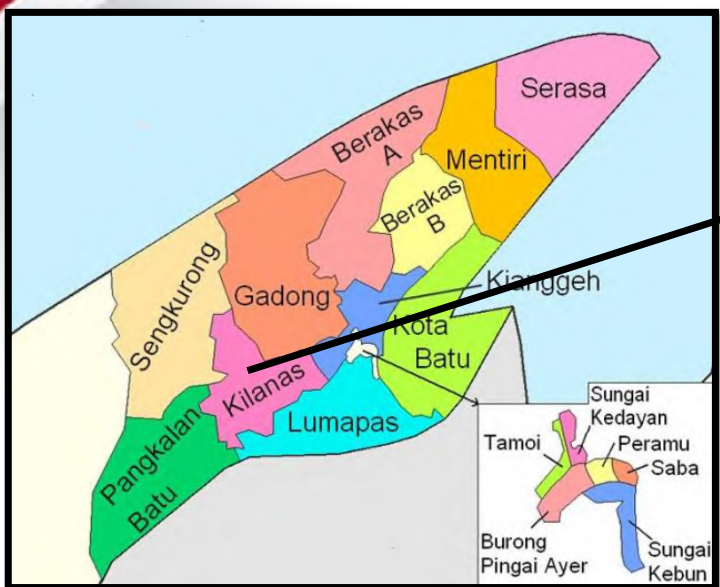 Serasa
Berakas
A
Mentiri
Berakas
B
Sengkurong
Gadong
Kianggeh
Kota
Batu
Kilanas
Lumapas
Pangkalan
Batu
Sungai
Kedayan
Tamoi
Peramu
Saba
Burong
Pingai Ayer
Sungai
Kebun